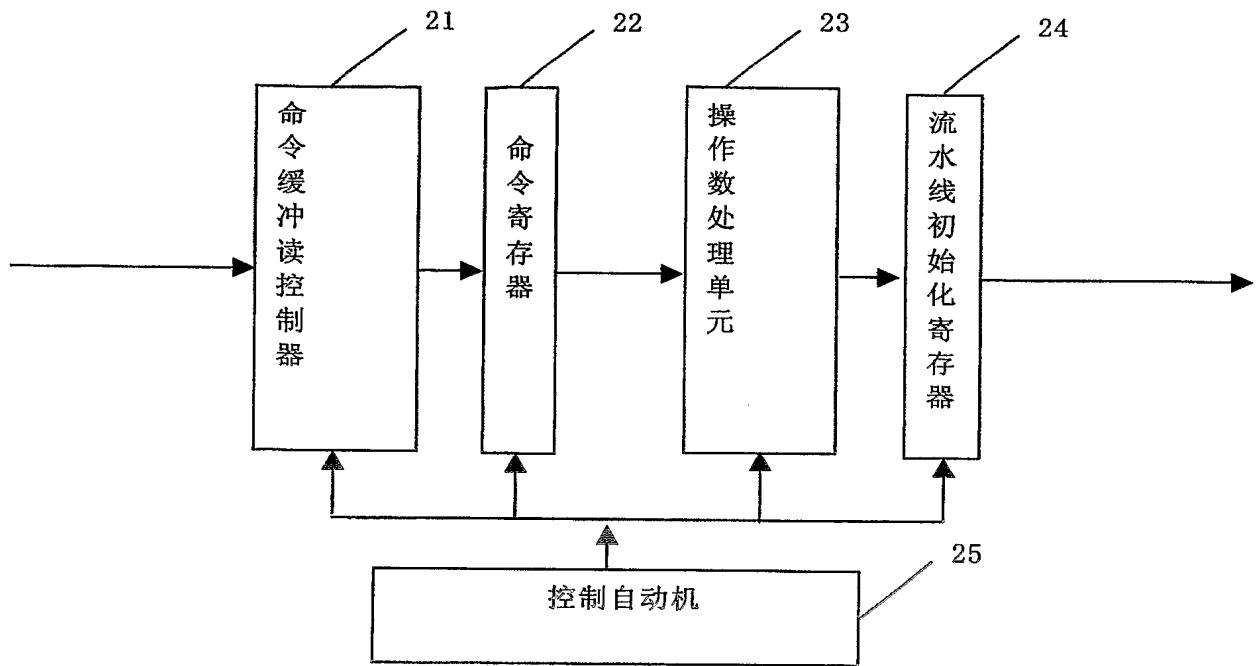 21
22
23
24
命令缓冲读控制器
命令寄存器
操作数处理单元
流水线初始化寄存器
25
控制自动机